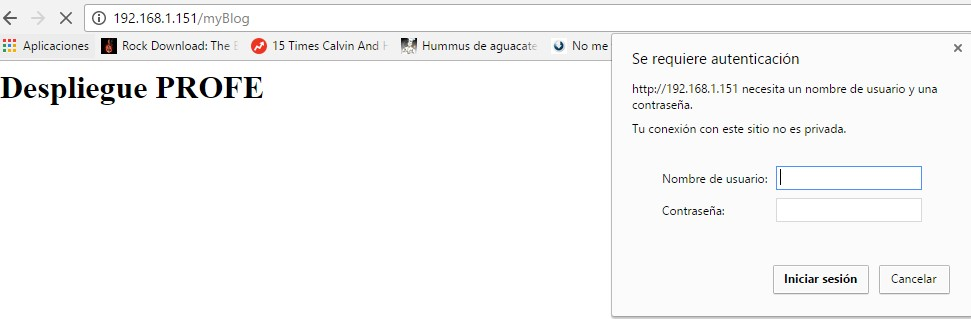 192.168.1.151/myBlog
Aplicaciones Rock Download: The 15 Times Calvin And Hummus de aguacate No me
Despliegue PROFE
Se requiere autenticación
http://192.168.1.151 necesita un nombre de usuario y una
contraseña.
Tu conexión con este sitio no es privada.
Nombre de usuario:
Contraseña:
Iniciar sesión Cancelar